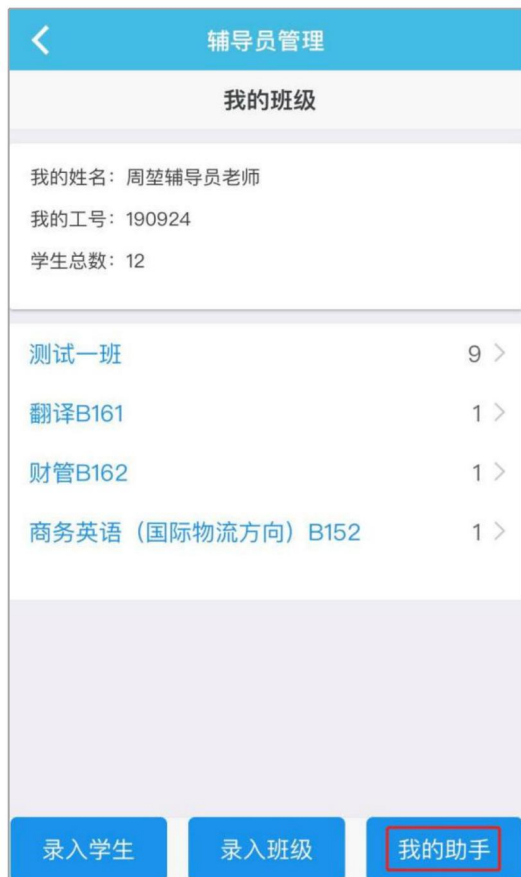 辅导员管理
我的班级
我的姓名：周堃辅导员老师
我的工号：190924
学生总数：12
测试一班 9
翻译B161 1
财管B162 1
商务英语（国际物流方向）B152 1
录入学生 录入班级 我的助手